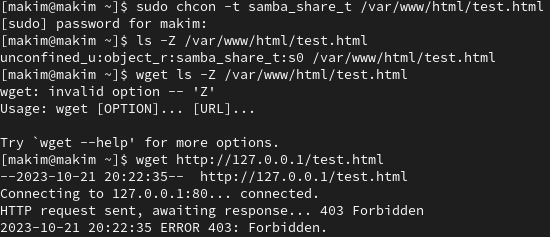 [makim@makim ~]$ sudo chcon -t samba_share_t /var/www/html/test.html
[sudo] password for makim:
[makim@makim ~]$ ls -Z /var/www/html/test.html
unconfined_u:object_r:samba_share_t:s0 /var/www/html/test.html
[makim@makim ~]$ wget ls -Z /var/www/html/test.html
wget: invalid option -- 'Z'
Usage: wget [OPTION]... [URL]...

Try `wget --help' for more options.
[makim@makim ~]$ wget http://127.0.0.1/test.html
--2023-10-21 20:22:35--  http://127.0.0.1/test.html
Connecting to 127.0.0.1:80... connected.
HTTP request sent, awaiting response... 403 Forbidden
2023-10-21 20:22:35 ERROR 403: Forbidden.